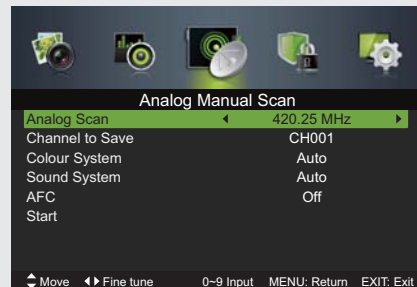 Analog Manual Scan
Analog Scan 420.25 MHz
Channel to Save CH001
Colour System Auto
Sound System Auto
AFC Off
Start
Move Fine tune 0~9 Input MENU: Return EXIT: Exit